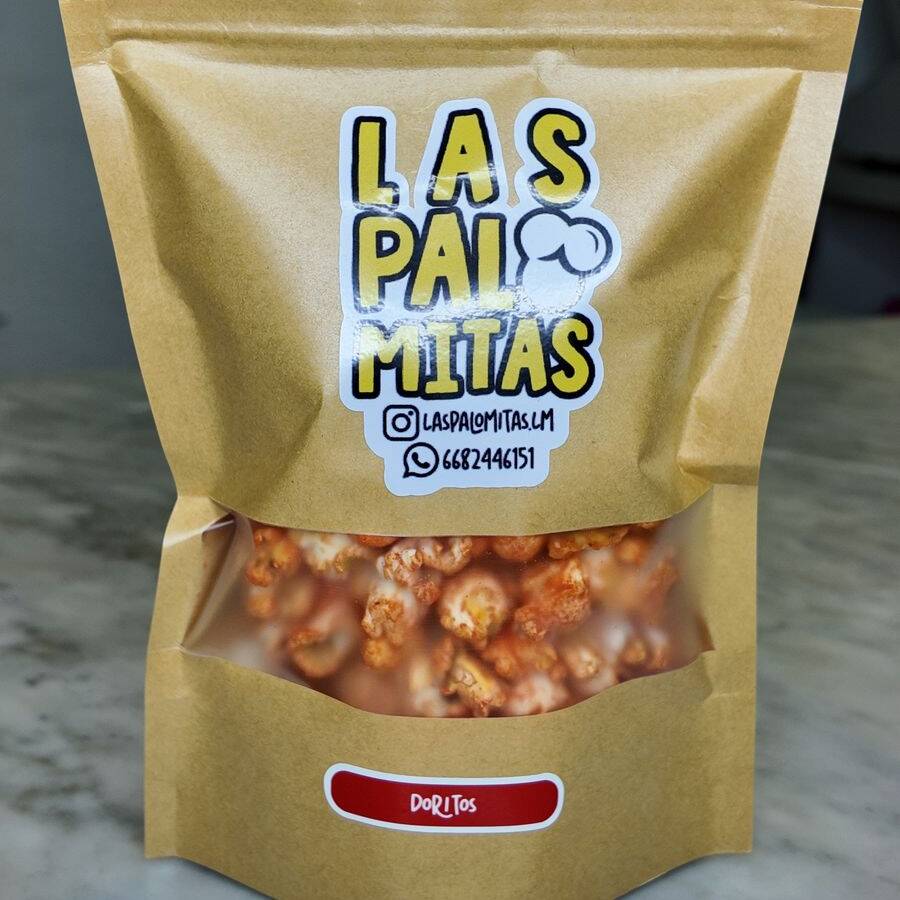 LAS
PALO
MITAS
LASPALOMITAS.LM
6682446151
DORITOS